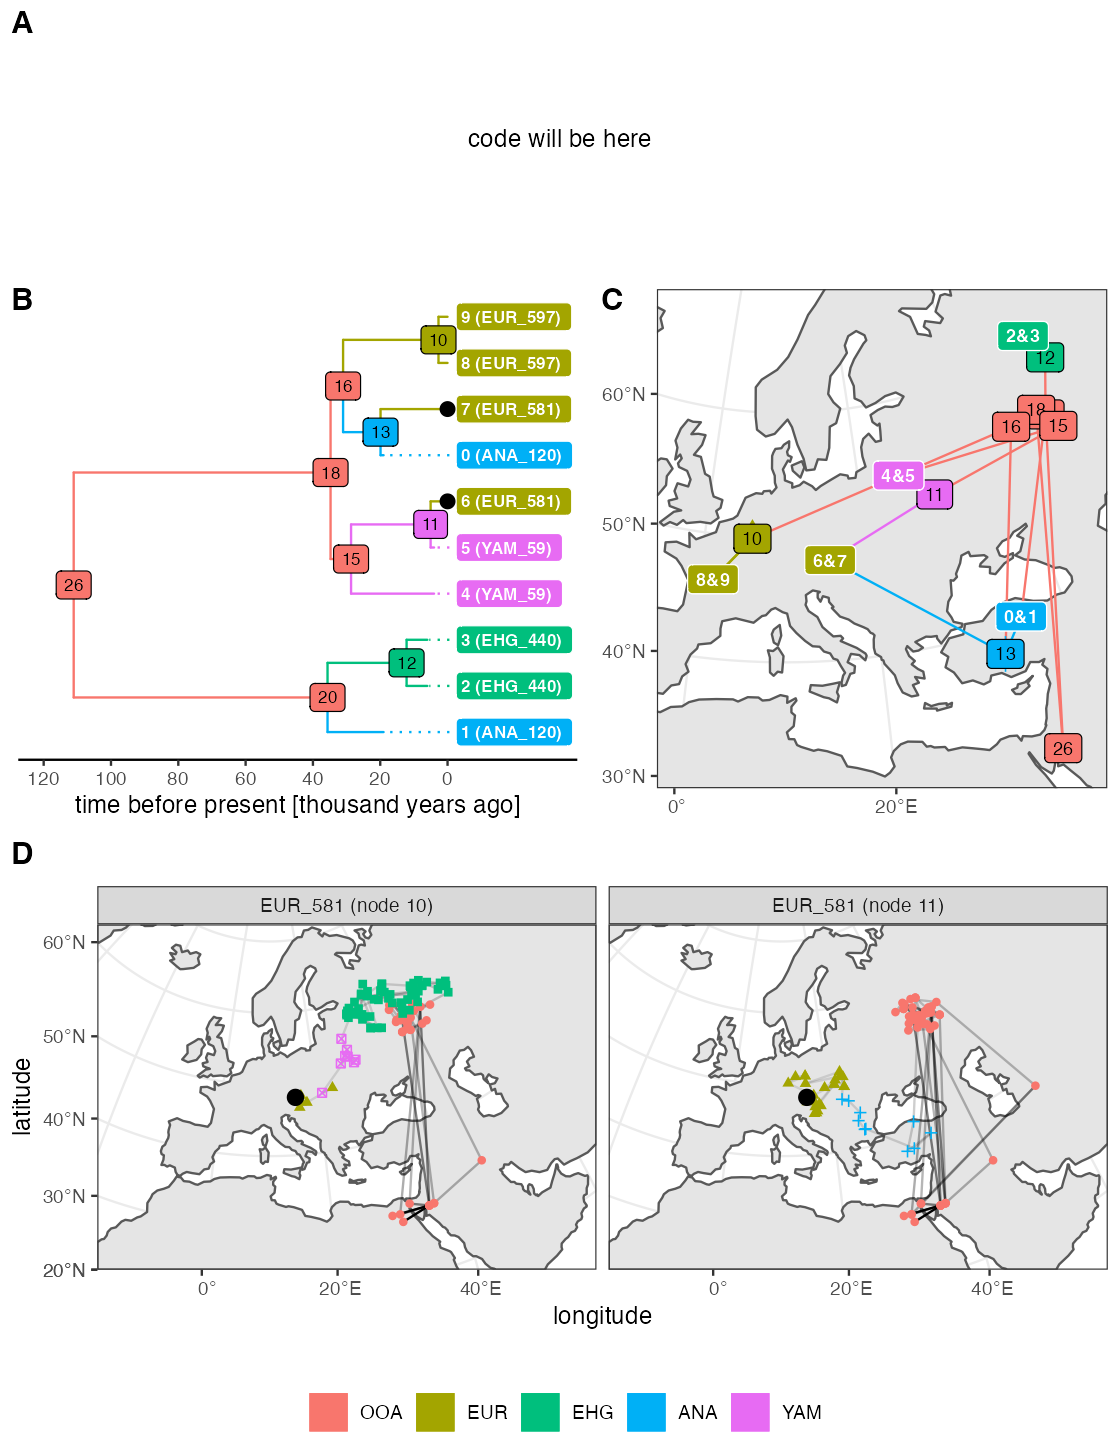 A
code will be here
B
9 (EUR_597)
10
8 (EUR_597)
16
7 (EUR_581)
13
0 (ANA_120)
18
6 (EUR_581)
11
5 (YAM_59)
15
4 (YAM_59)
26
3 (EHG_440)
12
2 (EHG_440)
20
1 (ANA_120)
120 100 80 60 40 20 0
time before present [thousand years ago]
C
2&3
12
60°N
18
16
15
4&5
11
50°N
10
6&7
8&9
0&1
40°N
13
26
30°N
0° 20°E
D
EUR_581 (node 10) EUR_581 (node 11)
60°N
50°N
40°N
30°N
20°N
latitude
0° 20°E 40°E 0° 20°E 40°E
longitude
OOA EUR EHG ANA YAM